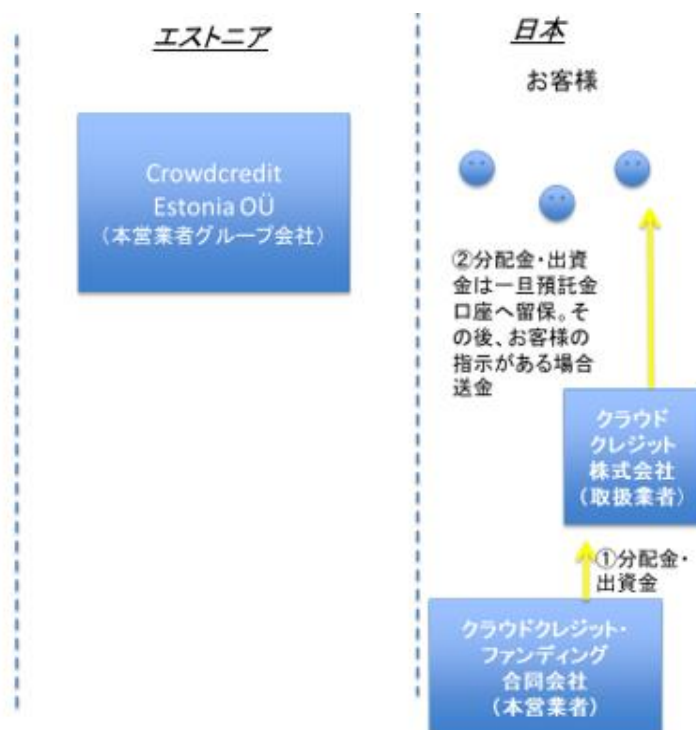 エストニア
日本
お客様
Crowdcredit
Estonia OÜ
（本営業者グループ会社）
②分配金・出資
金は一旦預託金
口座へ留保。そ
の後、お客様の
指示がある場合
送金
クラウド
クレジット
株式会社
（取扱業者）
①分配金・
出資金
クラウドクレジット・
ファンディング
合同会社
（本営業者）